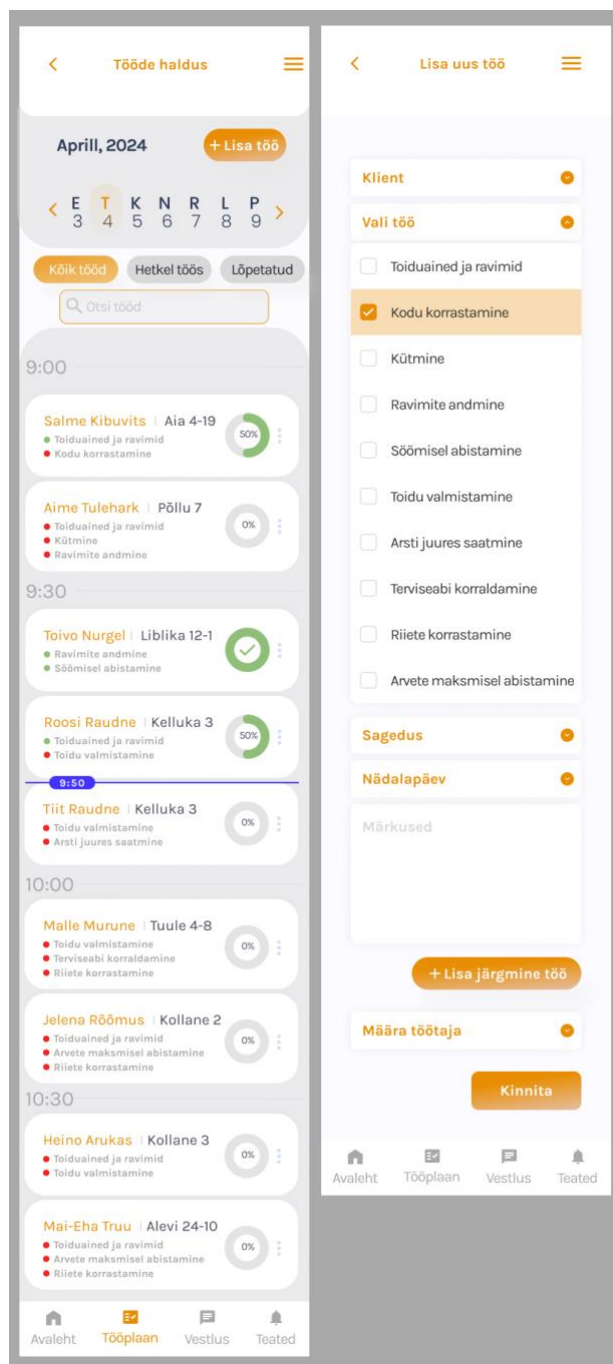 Tööde haldus
Aprill, 2024
+ Lisa töö
E T K N R L P
3 4 5 6 7 8 9
Kõik tööd Hetkel töös Lõpetatud
Otsi tööd
9:00
Salme Kibuvits | Aia 4-19
50%
Toiduained ja ravimid
Kodu korrastamine
Aime Tulehark | Põllu 7
0%
Toiduained ja ravimid
Kütmine
Ravimite andmine
9:30
Toivo Nurgel | Liblika 12-1
Ravimite andmine
Söömisel abistamine
Roosi Raudne | Kelluka 3
50%
Toiduained ja ravimid
Toidu valmistamine
9:50
Tiit Raudne | Kelluka 3
0%
Toidu valmistamine
Arsti juures saatmine
10:00
Malle Murune | Tuule 4-8
0%
Toidu valmistamine
Terviseabi korraldamine
Riiete korrastamine
Jelena Rõõmus | Kollane 2
0%
Toiduained ja ravimid
Arvete maksmisel abistamine
Riiete korrastamine
10:30
Heino Arukas | Kollane 3
0%
Toiduained ja ravimid
Toidu valmistamine
Mai-Eha Truu | Alevi 24-10
0%
Toiduained ja ravimid
Arvete maksmisel abistamine
Riiete korrastamine
Avaleht Tööplaan Vestlus Teated
Lisa uus töö
Klient
Vali töö
Toiduained ja ravimid
Kodu korrastamine
Kütmine
Ravimite andmine
Söömisel abistamine
Toidu valmistamine
Arsti juures saatmine
Terviseabi korraldamine
Riiete korrastamine
Arvete maksmisel abistamine
Sagedus
Nädalapäev
Märkused
+ Lisa järgmine töö
Määra töötaja
Kinnita
Avaleht Tööplaan Vestlus Teated